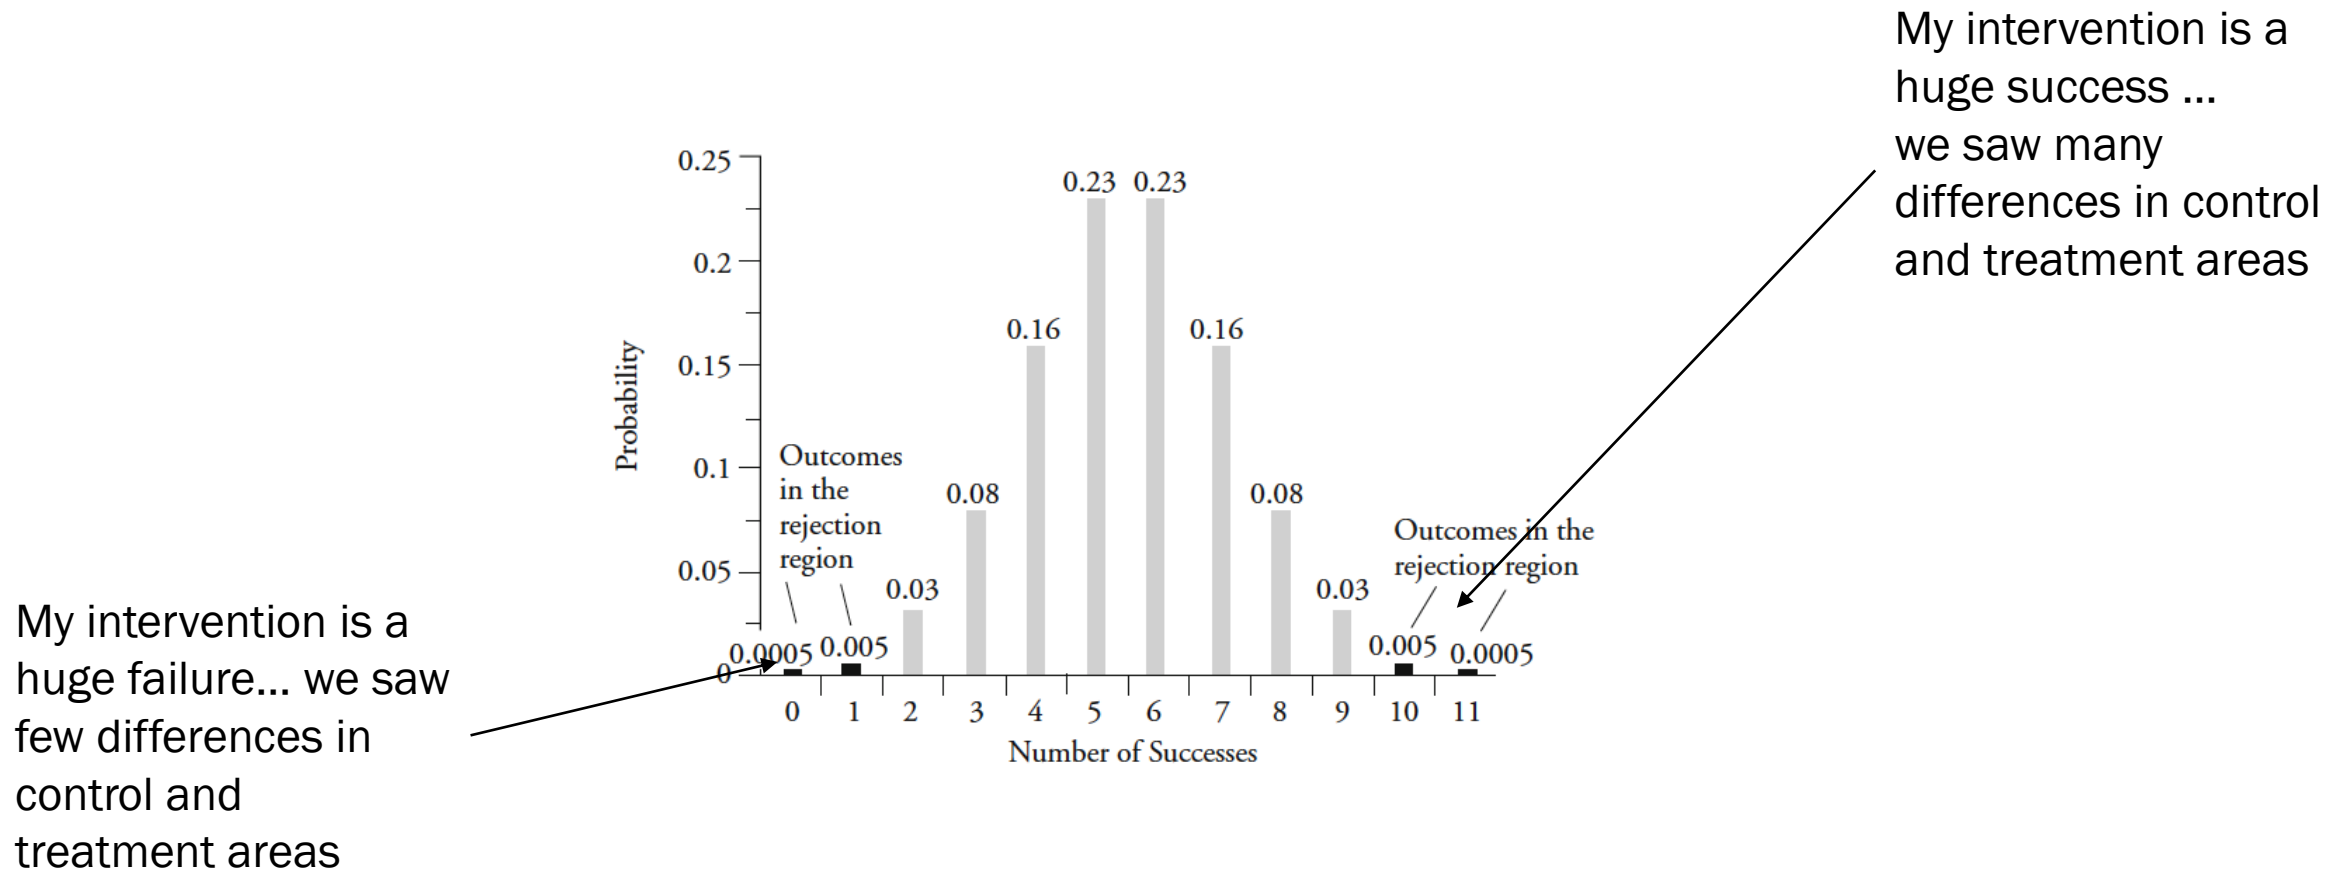 My intervention is a
huge success ...
we saw many
differences in control
and treatment areas
0.25
0.2
0.15
0.1
0.05
0
Probability
0.23 0.23
0.16
0.16
0.08
0.08
0.03
0.03
0.0005 0.005
0.005 0.0005
Outcomes
in the
rejection
region
Outcomes in the
rejection region
My intervention is a
huge failure... we saw
few differences in
control and
treatment areas
0 1 2 3 4 5 6 7 8 9 10 11
Number of Successes